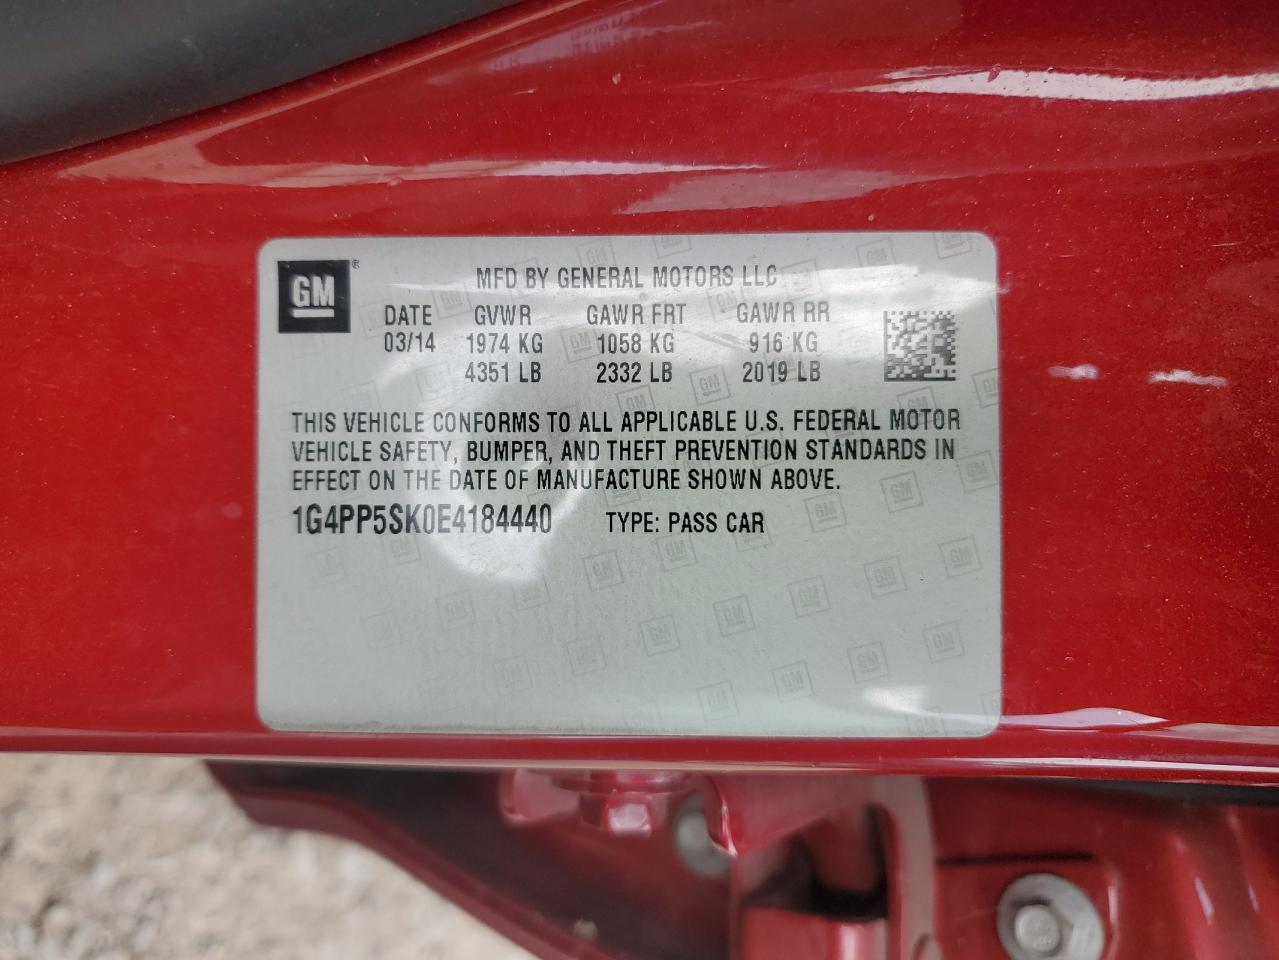 GM®
MFD BY GENERAL MOTORS LLC
DATE GVWR GAWR FRT GAWR RR
03/14 1974 KG 1058 KG 916 KG
4351 LB 2332 LB 2019 LB
THIS VEHICLE CONFORMS TO ALL APPLICABLE U.S. FEDERAL MOTOR
VEHICLE SAFETY, BUMPER, AND THEFT PREVENTION STANDARDS IN
EFFECT ON THE DATE OF MANUFACTURE SHOWN ABOVE.
1G4PP5SK0E4184440 TYPE: PASS CAR